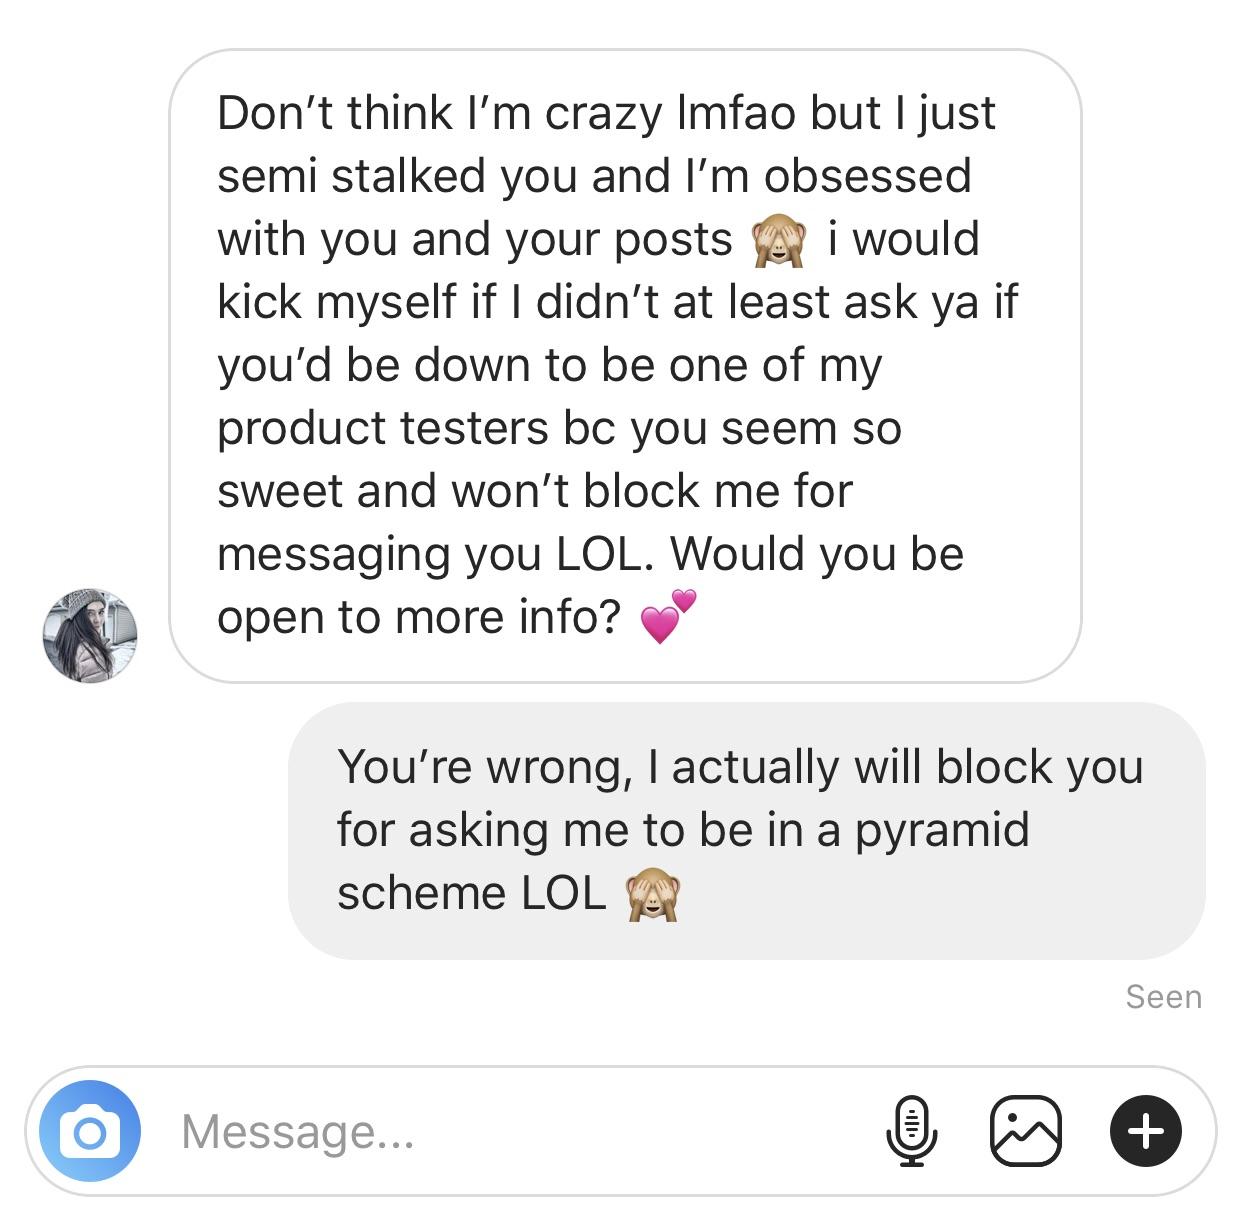 Don’t think I’m crazy lmfao but I just
semi stalked you and I’m obsessed
with you and your posts 🙈 i would
kick myself if I didn’t at least ask ya if
you’d be down to be one of my
product testers bc you seem so
sweet and won’t block me for
messaging you LOL. Would you be
open to more info? 💕
You’re wrong, I actually will block you
for asking me to be in a pyramid
scheme LOL 🙈
Seen
Message...